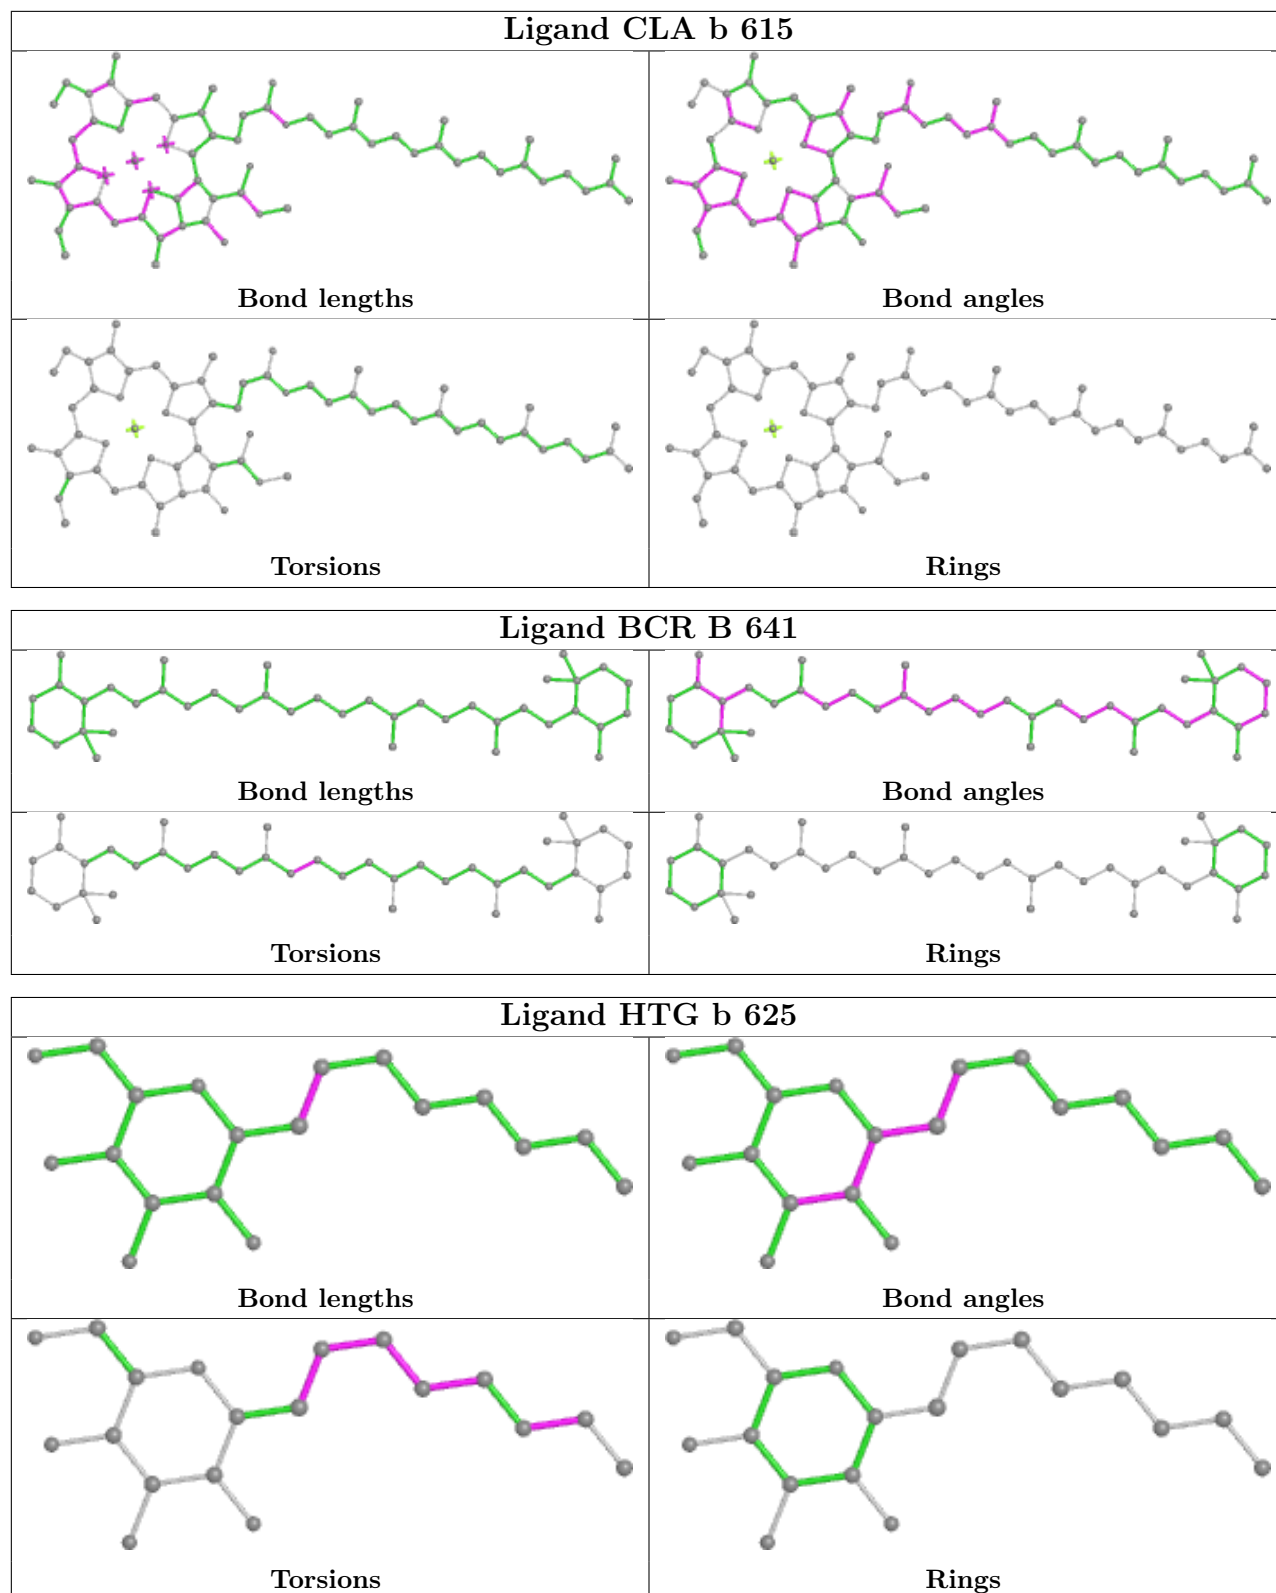 Ligand CLA b 615
Bond lengths
Bond angles
Torsions
Rings
Ligand BCR B 641
Bond lengths
Bond angles
Torsions
Rings
Ligand HTG b 625
Bond lengths
Bond angles
Torsions
Rings